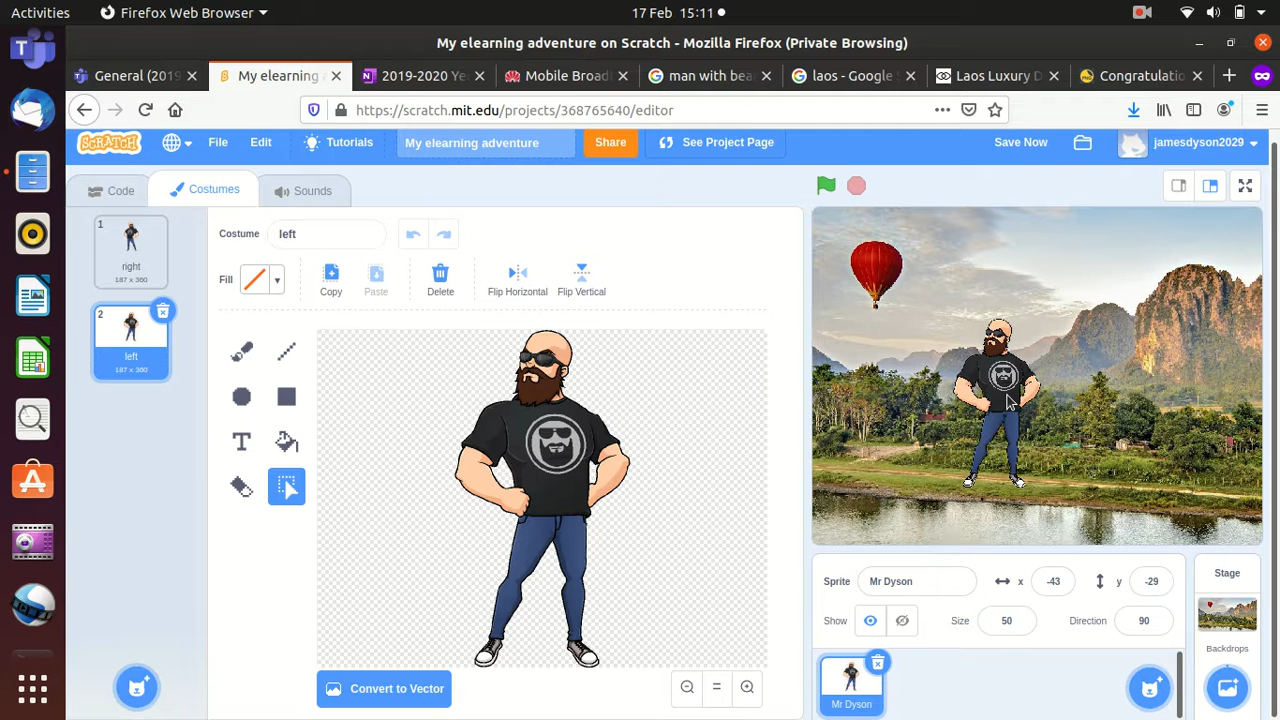 Activities Firefox Web Browser 17 Feb 15:11
My elearning adventure on Scratch - Mozilla Firefox (Private Browsing)
General (2019 My elearning 2019-2020 Ye Mobile Broad man with bea laos - Google Laos Luxury D Congratulatio
https://scratch.mit.edu/projects/368765640/editor
SCRATCH File Edit Tutorials My elearning adventure Share See Project Page Save Now jamesdyson2029
Code Costumes Sounds
1
right
187 x 360
2
left
187 x 360
Costume left
Fill Copy Paste Delete Flip Horizontal Flip Vertical
T
Convert to Vector
Sprite Mr Dyson x -43 y -29
Show Size 50 Direction 90
Mr Dyson
Stage
Backdrops